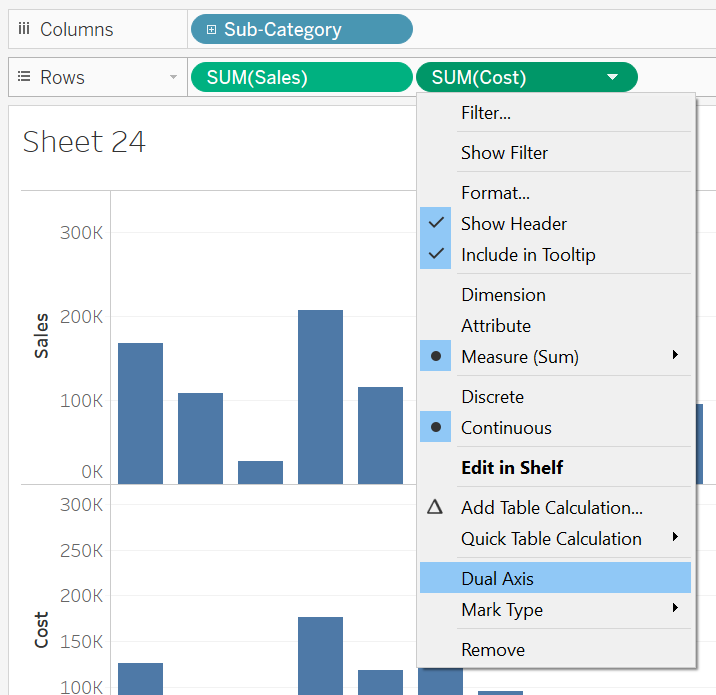 Columns
Sub-Category
Rows
SUM(Sales)
SUM(Cost)
Sheet 24
Filter...
Show Filter
Format...
Show Header
Include in Tooltip
Dimension
Attribute
Measure (Sum)
Discrete
Continuous
Edit in Shelf
Add Table Calculation...
Quick Table Calculation
Dual Axis
Mark Type
Remove
Sales
300K
200K
100K
0K
Cost
300K
250K
200K
150K
100K